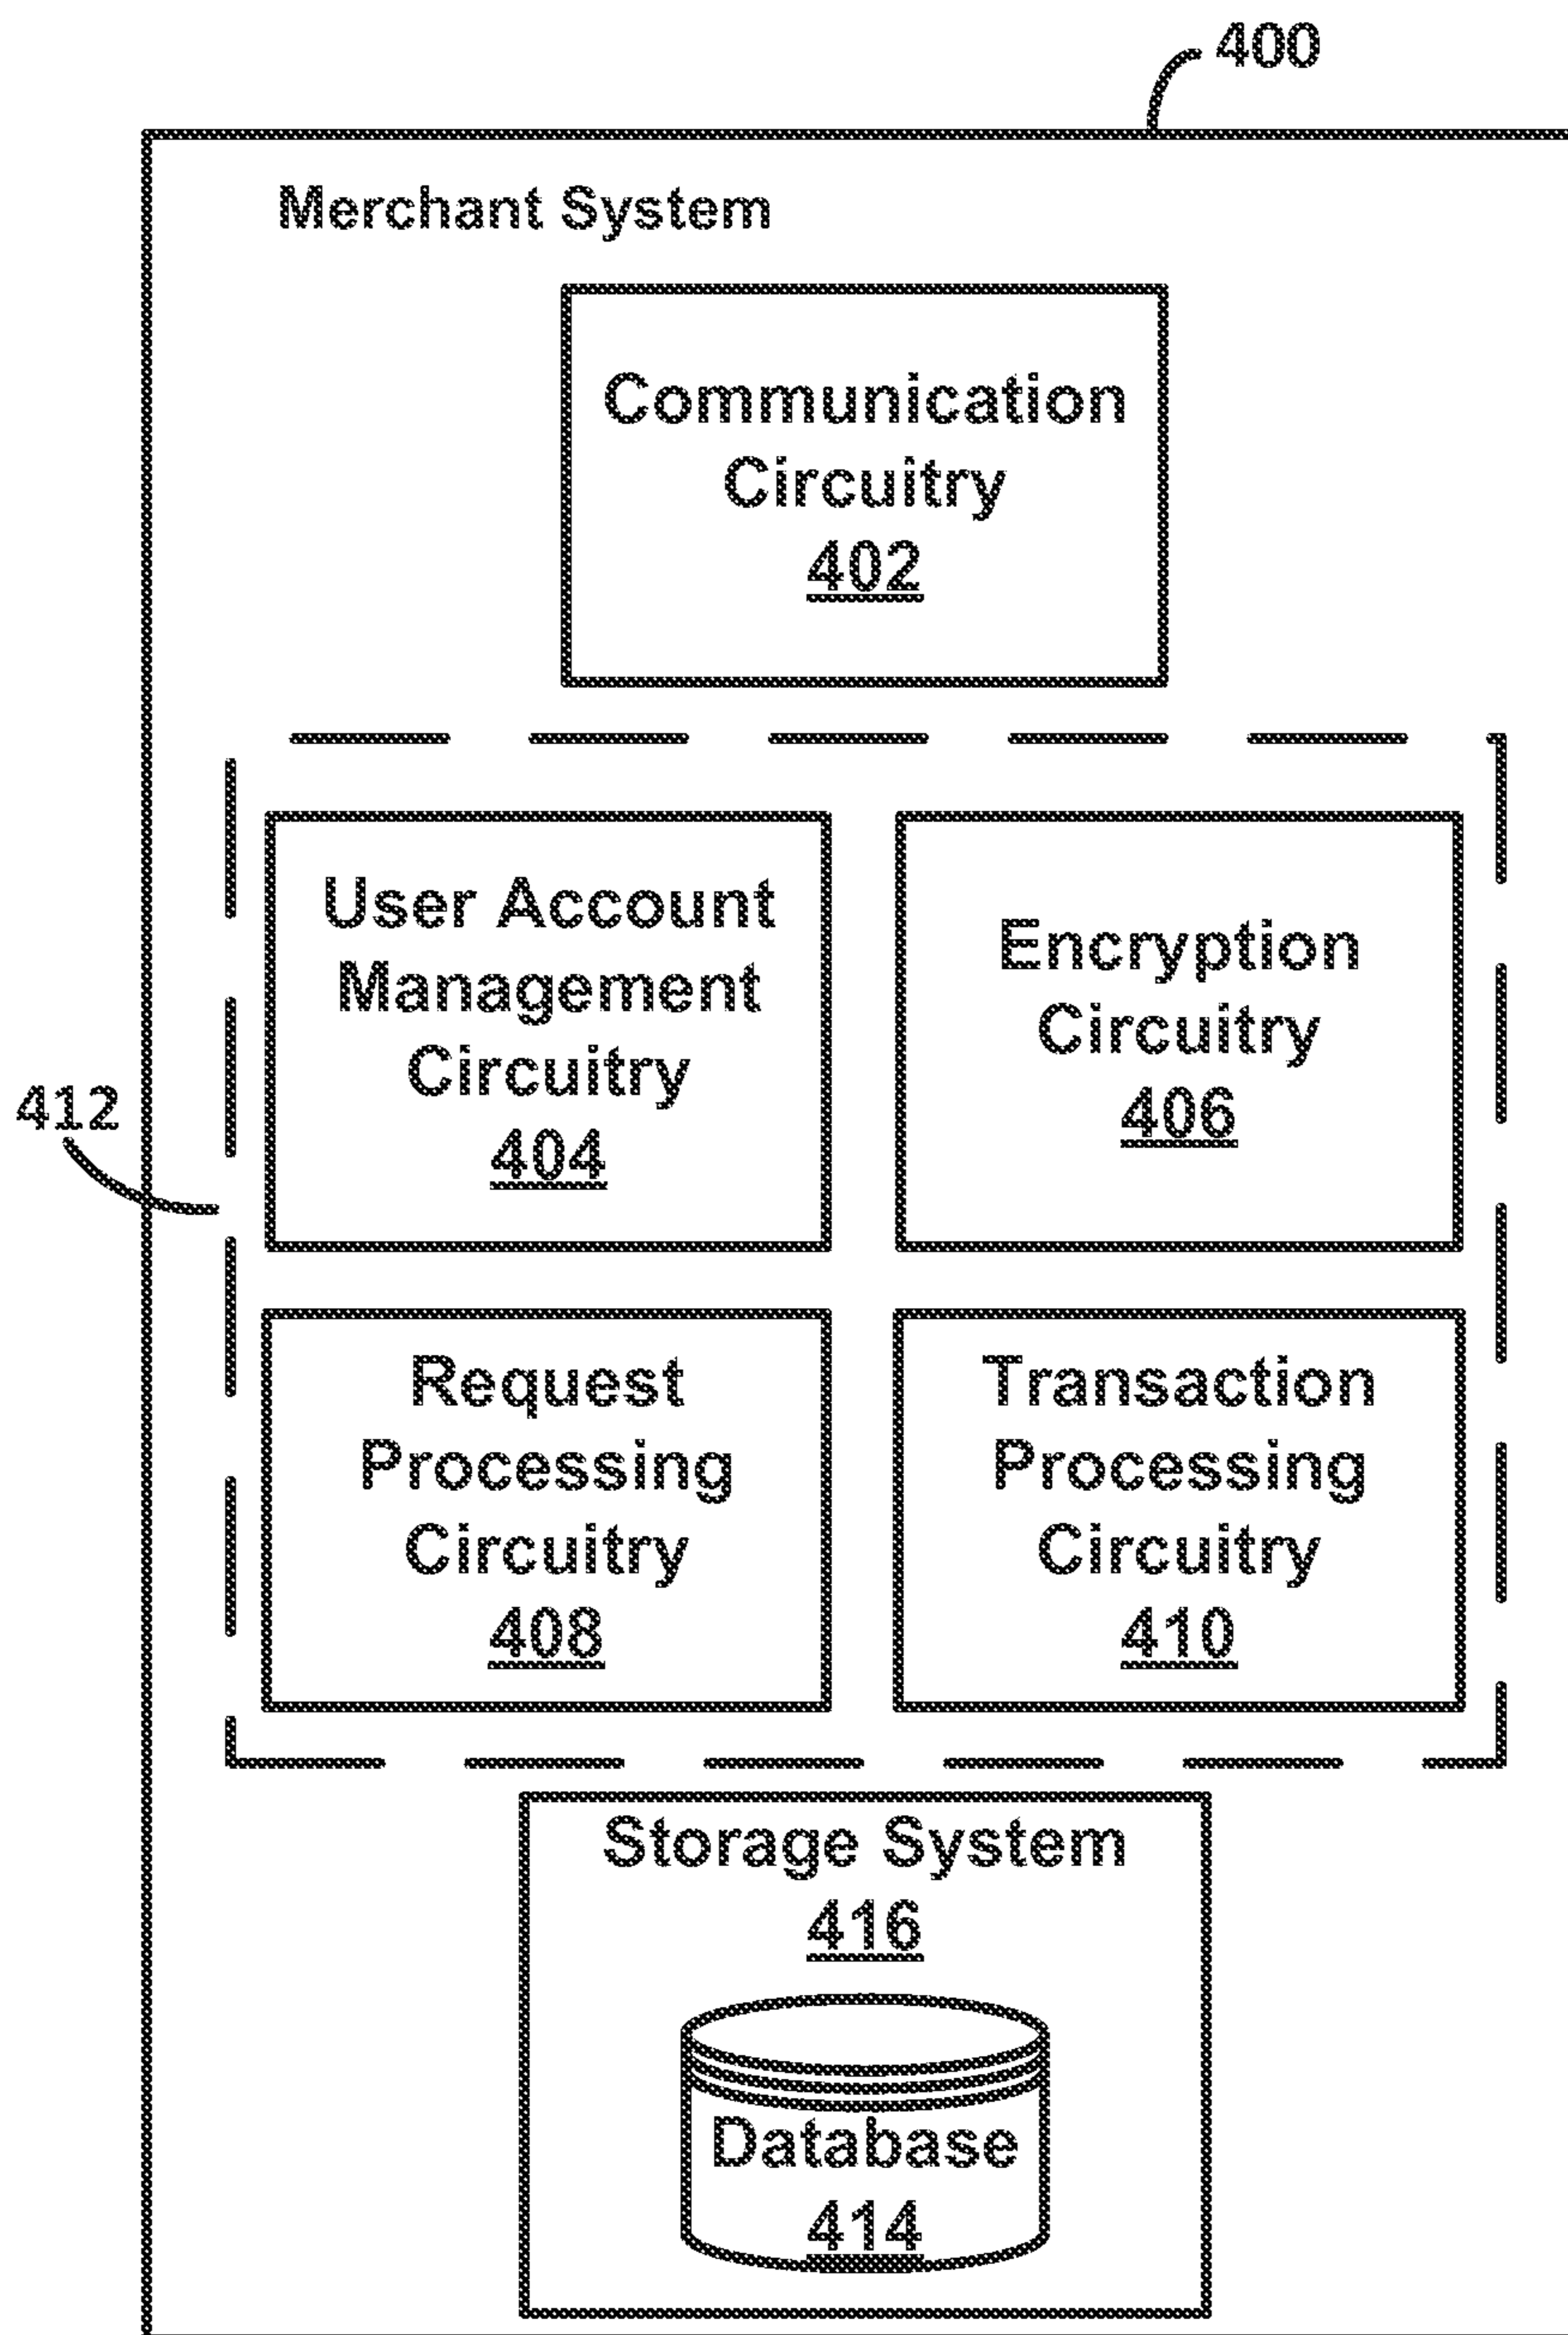 400
Merchant System
Communication
Circuitry
402
User Account
Management
Circuitry
404
Encryption
Circuitry
406
412
Request
Processing
Circuitry
408
Transaction
Processing
Circuitry
410
Storage System
416
Database
414